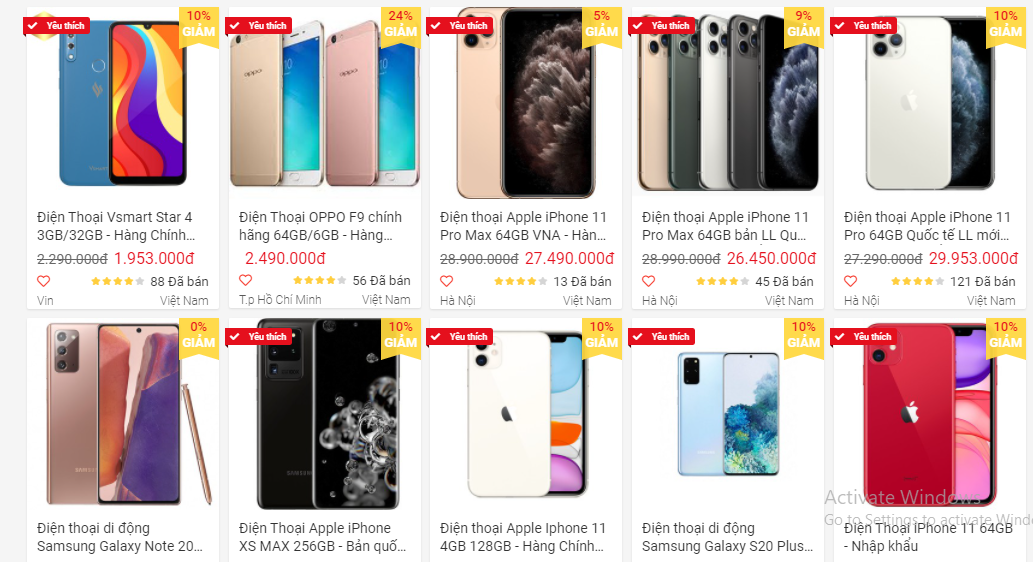 Yêu thích
10%
GIẢM
Yêu thích
24%
GIẢM
Yêu thích
5%
GIẢM
Yêu thích
9%
GIẢM
Yêu thích
10%
GIẢM
oppo
oppo
Điện Thoại Vsmart Star 4
3GB/32GB - Hàng Chính...
2.290.000đ 1.953.000đ
88 Đã bán
Vin
Việt Nam
Điện Thoại OPPO F9 chính
hãng 64GB/6GB - Hàng...
2.490.000đ
56 Đã bán
T.p Hồ Chí Minh
Việt Nam
Điện thoại Apple iPhone 11
Pro Max 64GB VNA - Hàn...
28.900.000đ 27.490.000đ
13 Đã bán
Hà Nội
Việt Nam
Điện thoại Apple iPhone 11
Pro Max 64GB bản LL Qu...
28.990.000đ 26.450.000đ
45 Đã bán
Hà Nội
Việt Nam
Điện thoại Apple iPhone 11
Pro 64GB Quốc tế LL mới...
27.290.000đ 29.953.000đ
121 Đã bán
Hà Nội
Việt Nam
0%
GIẢM
Yêu thích
10%
GIẢM
Yêu thích
10%
GIẢM
Yêu thích
10%
GIẢM
Yêu thích
10%
GIẢM
SAMSUNG
Điện thoại di động
Samsung Galaxy Note 20...
Điện Thoại Apple iPhone
XS MAX 256GB - Bản quố...
Điện thoại Apple Iphone 11
4GB 128GB - Hàng Chính...
Điện thoại di động
Samsung Galaxy S20 Plus...
Điện Thoại iPhone 11 64GB
- Nhập khẩu
Activate Windows
Go to Settings to activate Wind